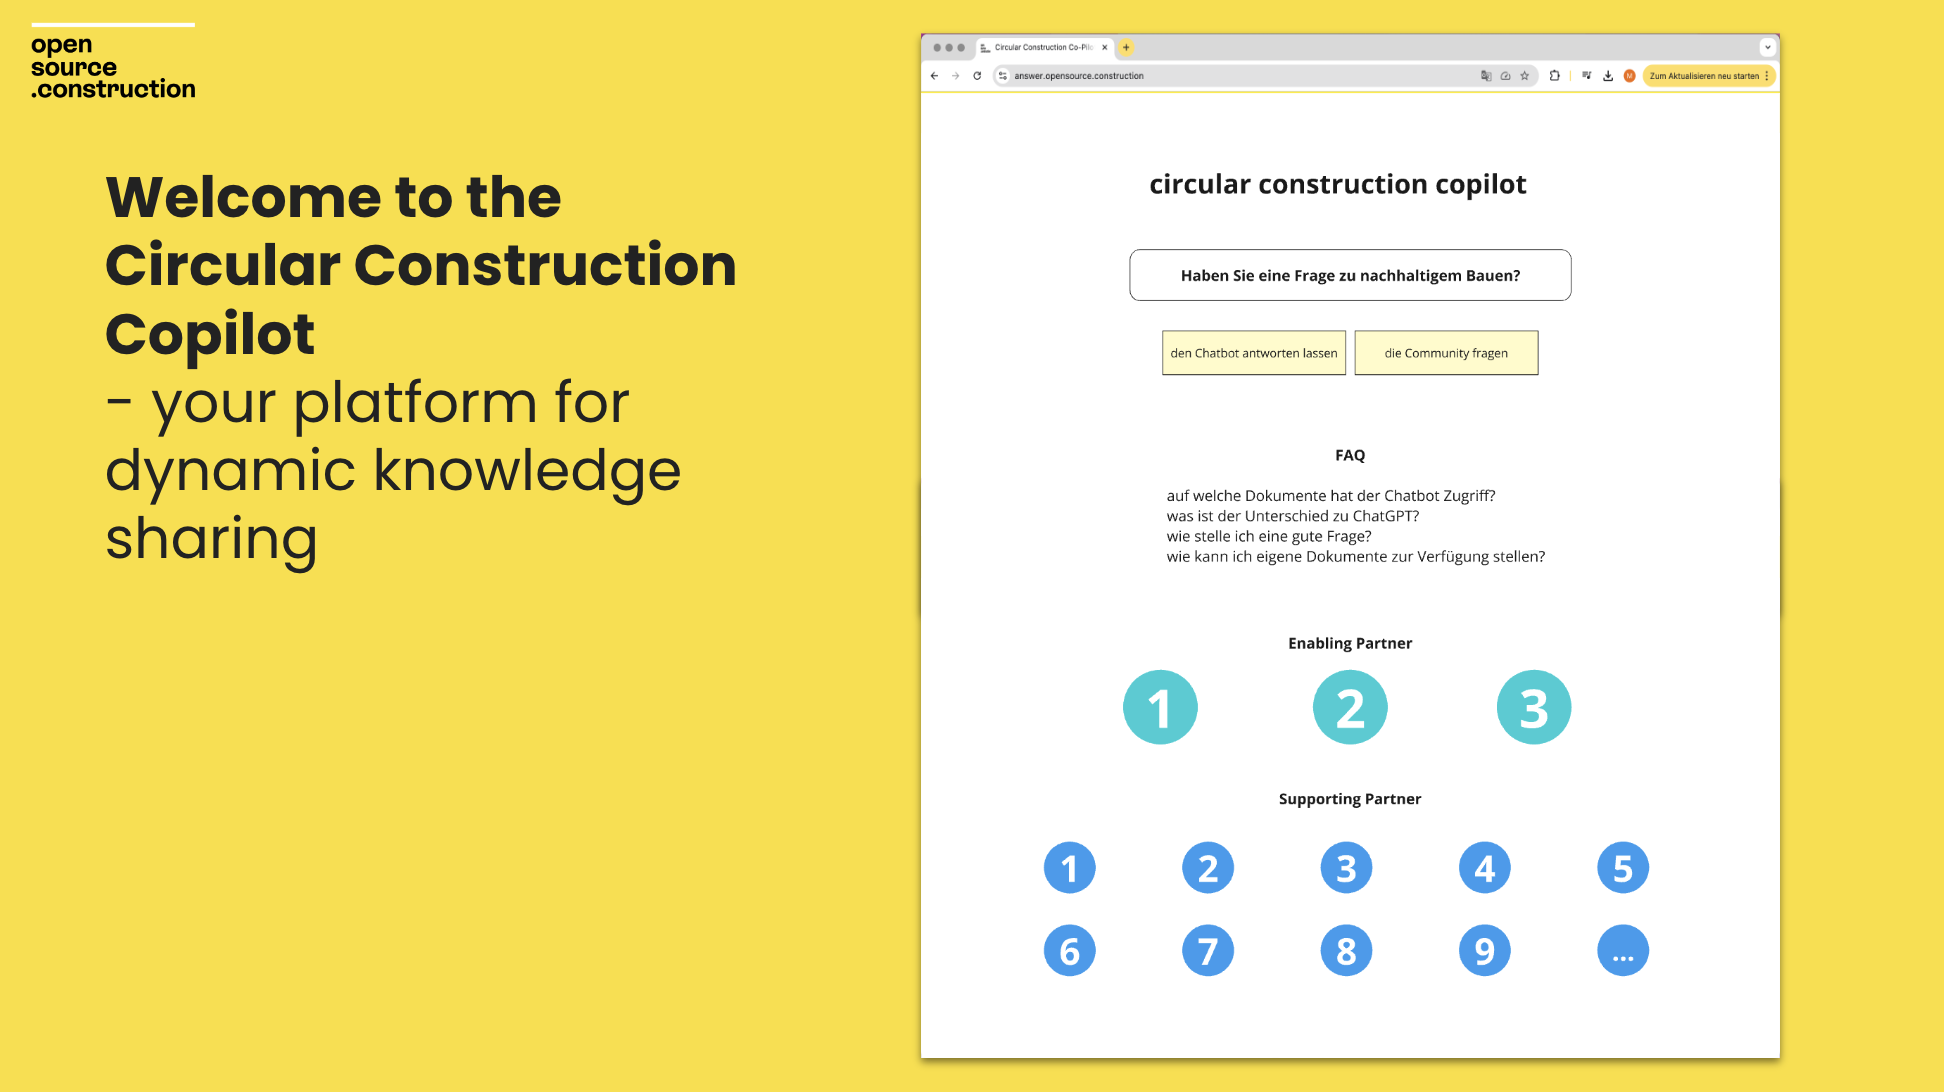 open
source
.construction
Welcome to the
Circular Construction
Copilot
- your platform for
dynamic knowledge
sharing
Circular Construction Co-Pil
answer.opensource.construction
M
Zum Aktualisieren neu starten
circular construction copilot
Haben Sie eine Frage zu nachhaltigem Bauen?
den Chatbot antworten lassen
die Community fragen
FAQ
auf welche Dokumente hat der Chatbot Zugriff?
was ist der Unterschied zu ChatGPT?
wie stelle ich eine gute Frage?
wie kann ich eigene Dokumente zur Verfügung stellen?
Enabling Partner
1 2 3
Supporting Partner
1 2 3 4 5
6 7 8 9 ...